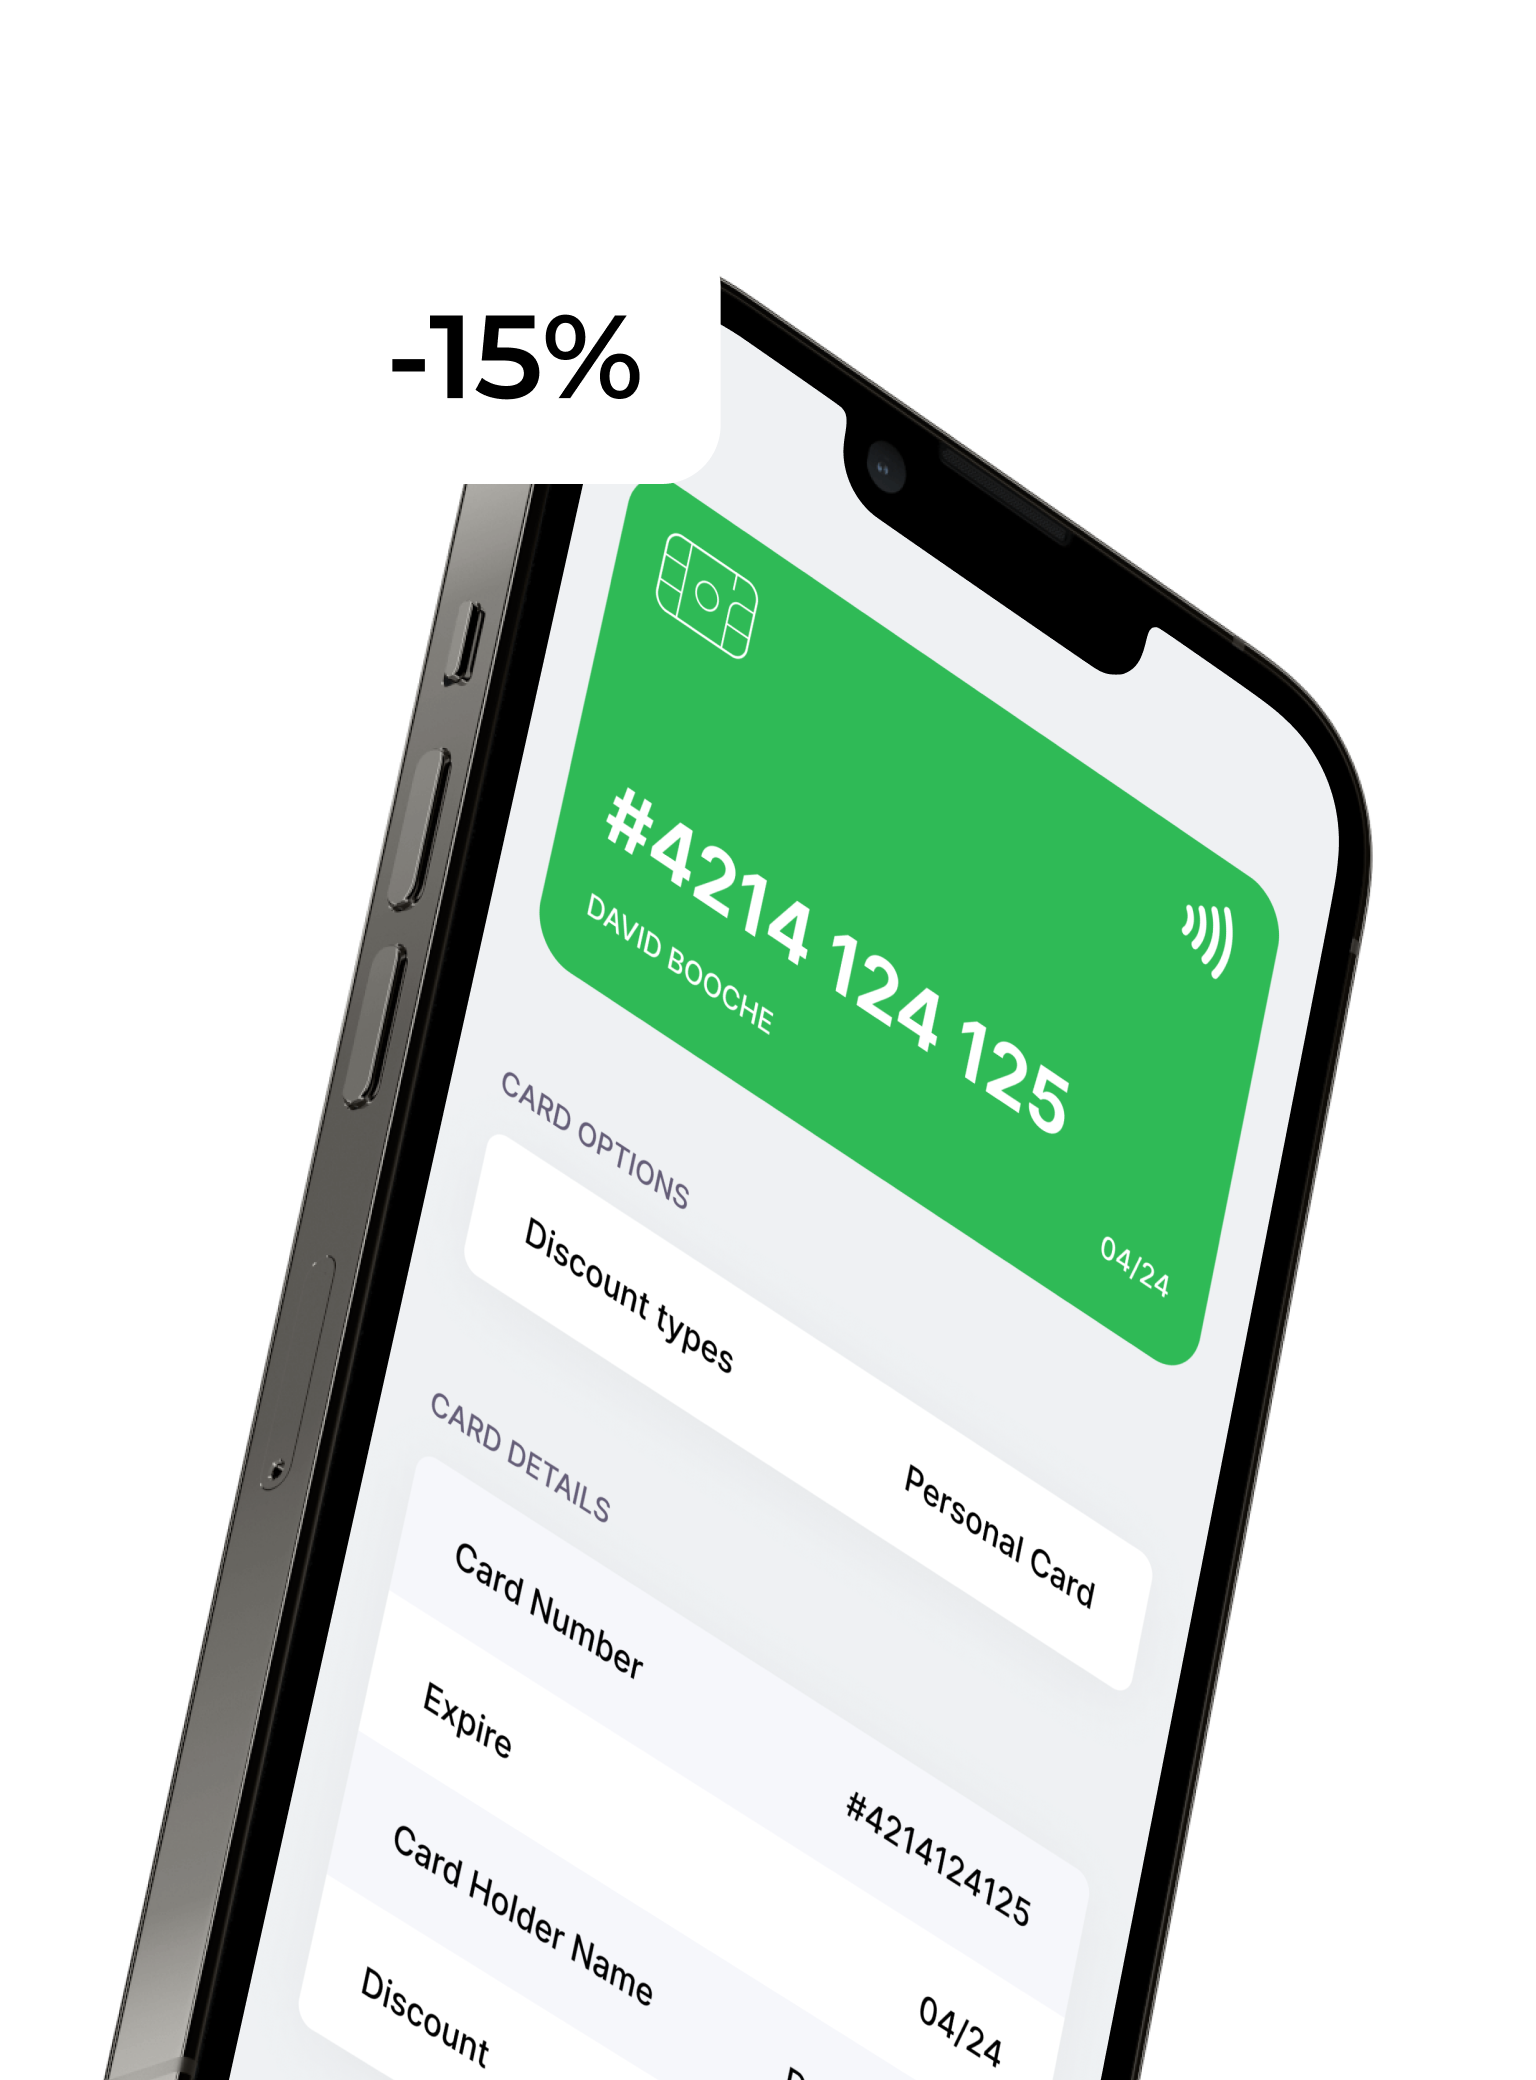 -15%
#4214 124 125
DAVID BOOCHE
04/24
CARD OPTIONS
Discount types Personal Card
CARD DETAILS
Card Number #4214124125
Expire 04/24
Card Holder Name
Discount